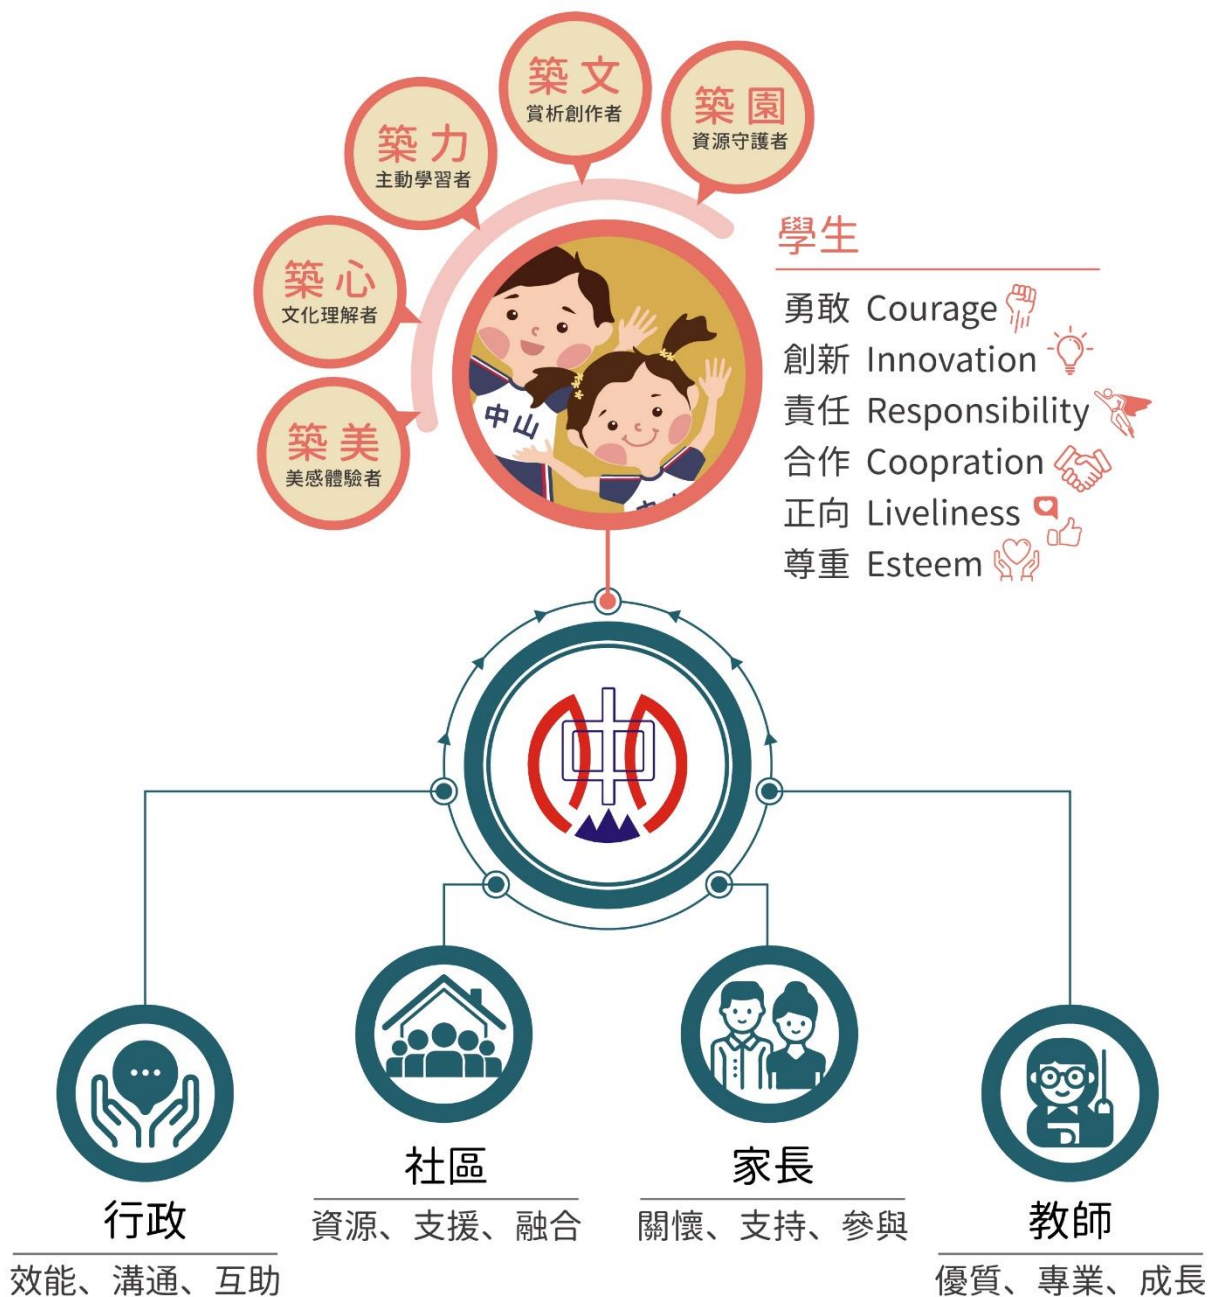 築文
賞析創作者
築園
資源守護者
築力
主動學習者
築心
文化理解者
築美
美感體驗者
中山
中山
學生
勇敢 Courage
創新 Innovation
責任 Responsibility
合作 Coopration
正向 Liveliness
尊重 Esteem
中
社區
資源、支援、融合
家長
關懷、支持、參與
行政
效能、溝通、互助
教師
優質、專業、成長